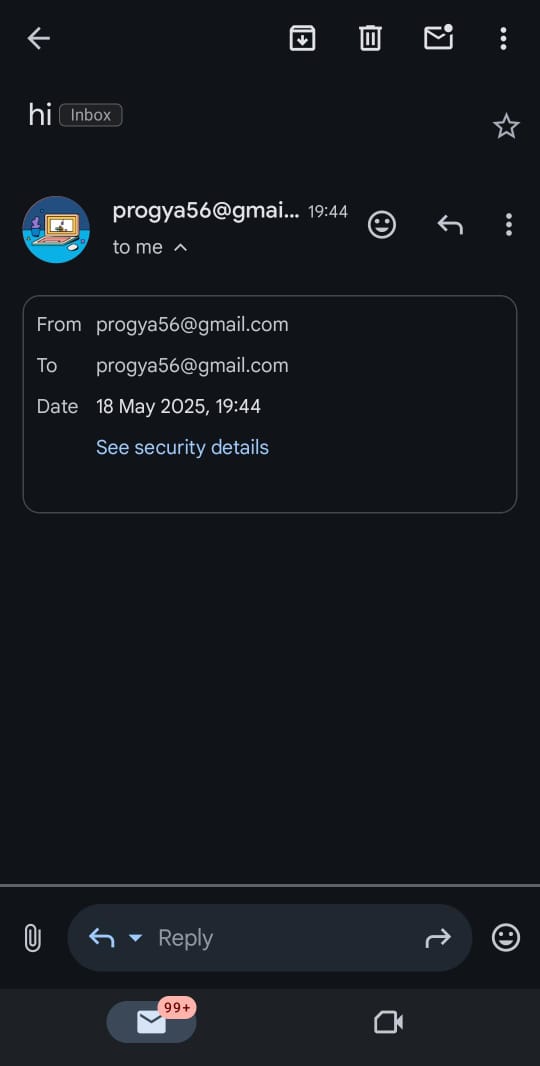 hi Inbox
progya56@gmai... 19:44
to me
From progya56@gmail.com
To progya56@gmail.com
Date 18 May 2025, 19:44
See security details
Reply
99+